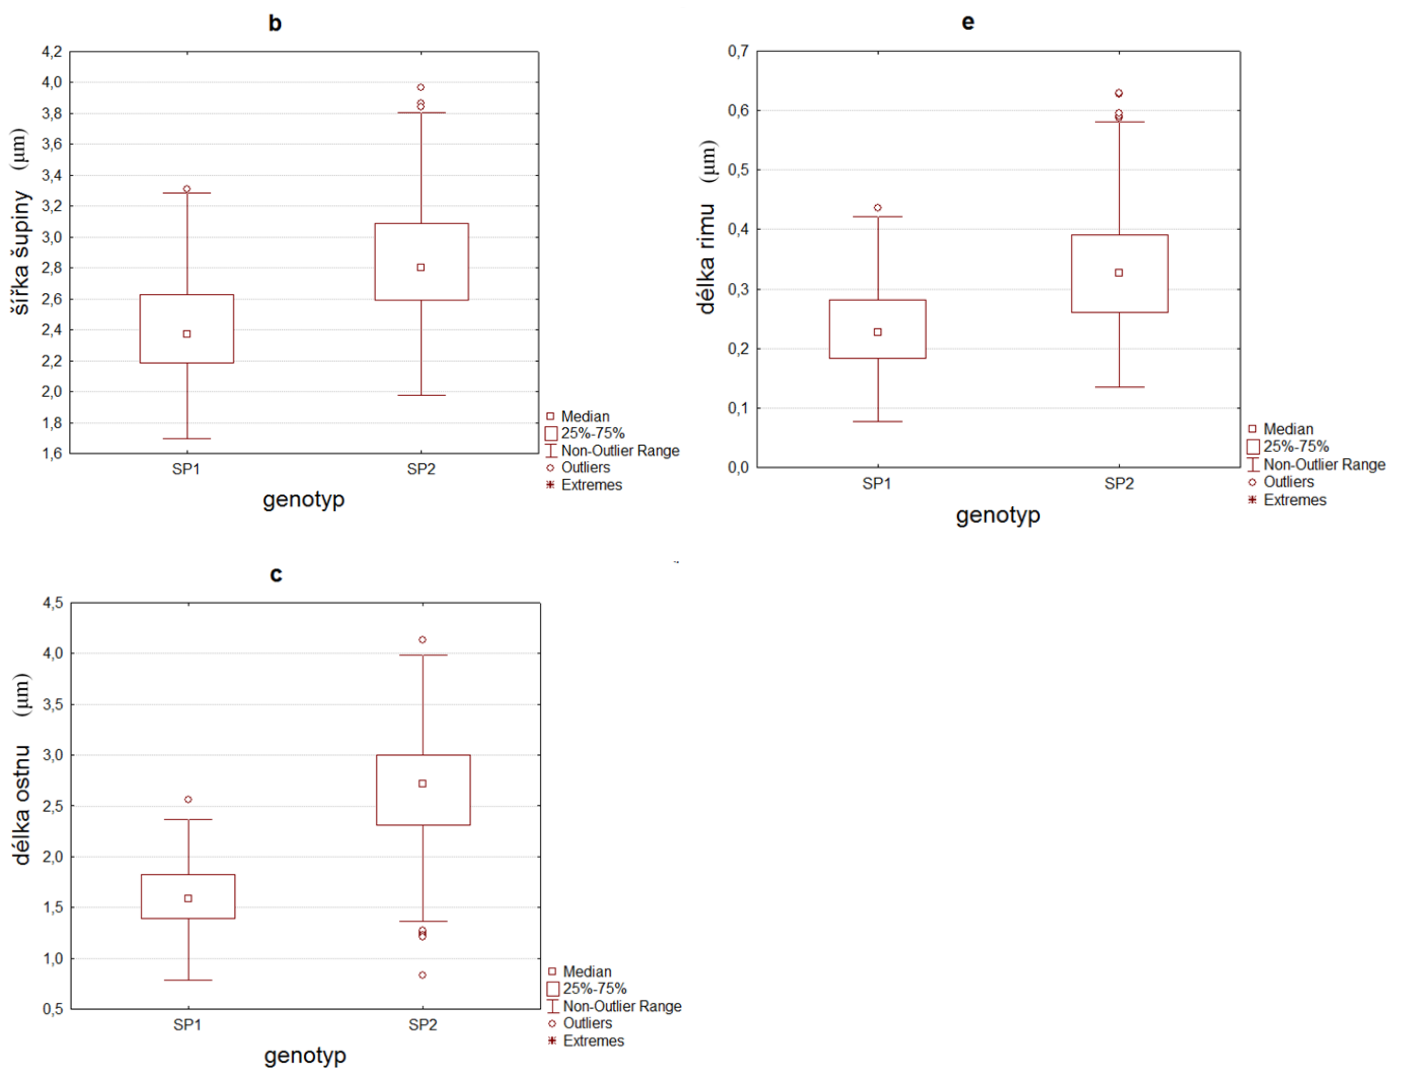 b
4,2
4,0
3,8
3,6
3,4
3,2
3,0
2,8
2,6
2,4
2,2
2,0
1,8
1,6
šířka šupiny (µm)
SP1 SP2
genotyp
Median
25%-75%
Non-Outlier Range
Outliers
Extremes
e
0,7
0,6
0,5
0,4
0,3
0,2
0,1
0,0
délka rimu (µm)
SP1 SP2
genotyp
Median
25%-75%
Non-Outlier Range
Outliers
Extremes
c
4,5
4,0
3,5
3,0
2,5
2,0
1,5
1,0
0,5
délka ostnu (µm)
SP1 SP2
genotyp
Median
25%-75%
Non-Outlier Range
Outliers
Extremes